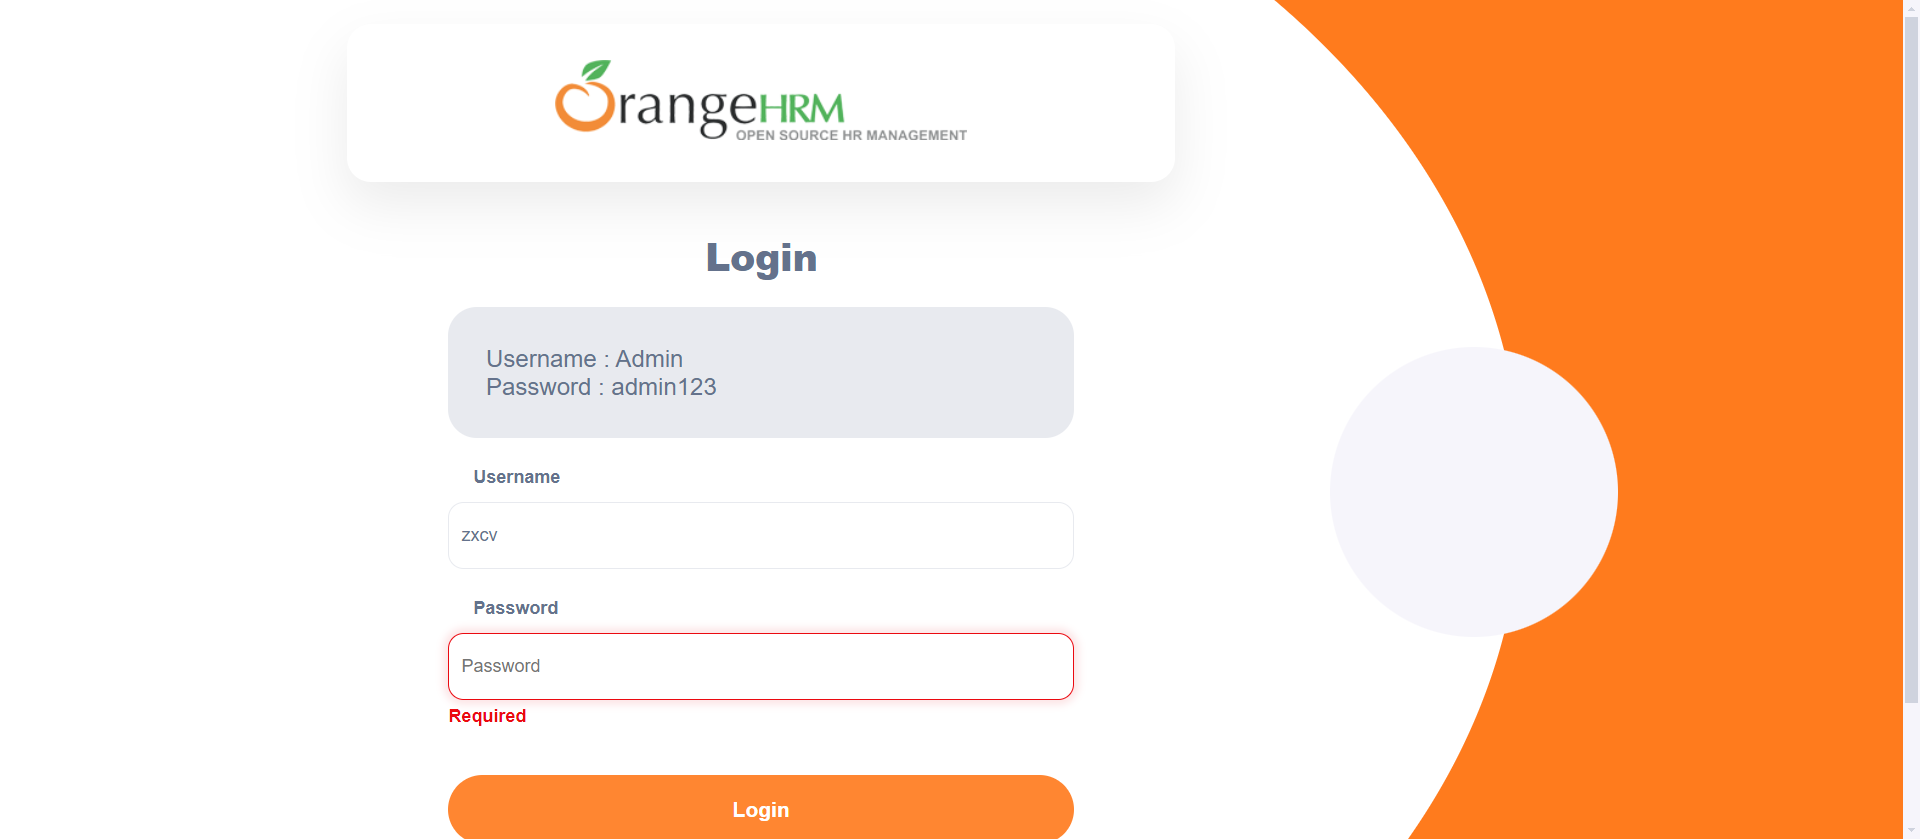 OrangeHRM
OPEN SOURCE HR MANAGEMENT
Login
Username : Admin
Password : admin123
Username
zxcv
Password
Password
Required
Login